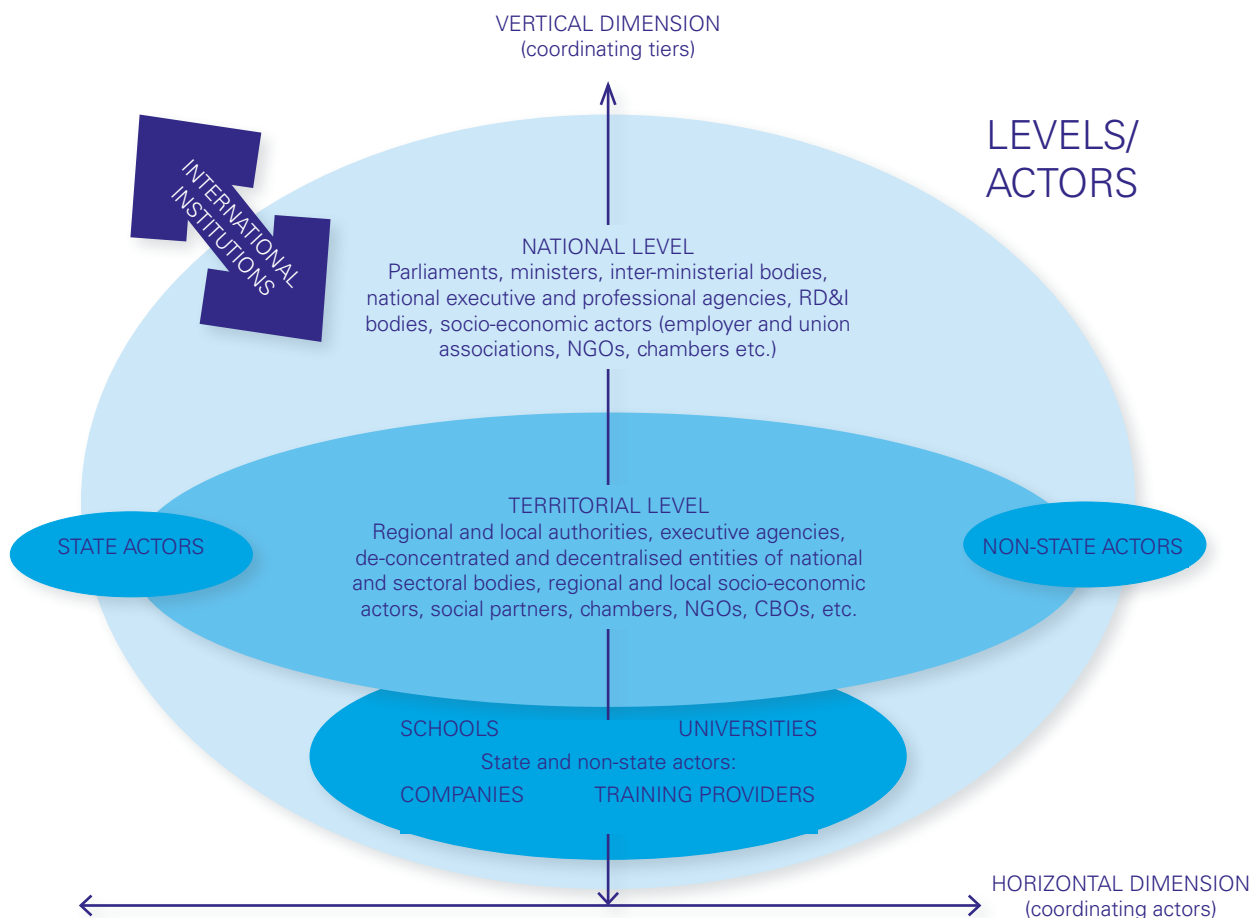 VERTICAL DIMENSION
(coordinating tiers)
LEVELS/
ACTORS
INTERNATIONAL
INSTITUTIONS
NATIONAL LEVEL
Parliaments, ministers, inter-ministerial bodies,
national executive and professional agencies, RD&I
bodies, socio-economic actors (employer and union
associations, NGOs, chambers etc.)
TERRITORIAL LEVEL
Regional and local authorities, executive agencies,
de-concentrated and decentralised entities of national
and sectoral bodies, regional and local socio-economic
actors, social partners, chambers, NGOs, CBOs, etc.
STATE ACTORS
NON-STATE ACTORS
SCHOOLS UNIVERSITIES
State and non-state actors:
COMPANIES TRAINING PROVIDERS
HORIZONTAL DIMENSION
(coordinating actors)